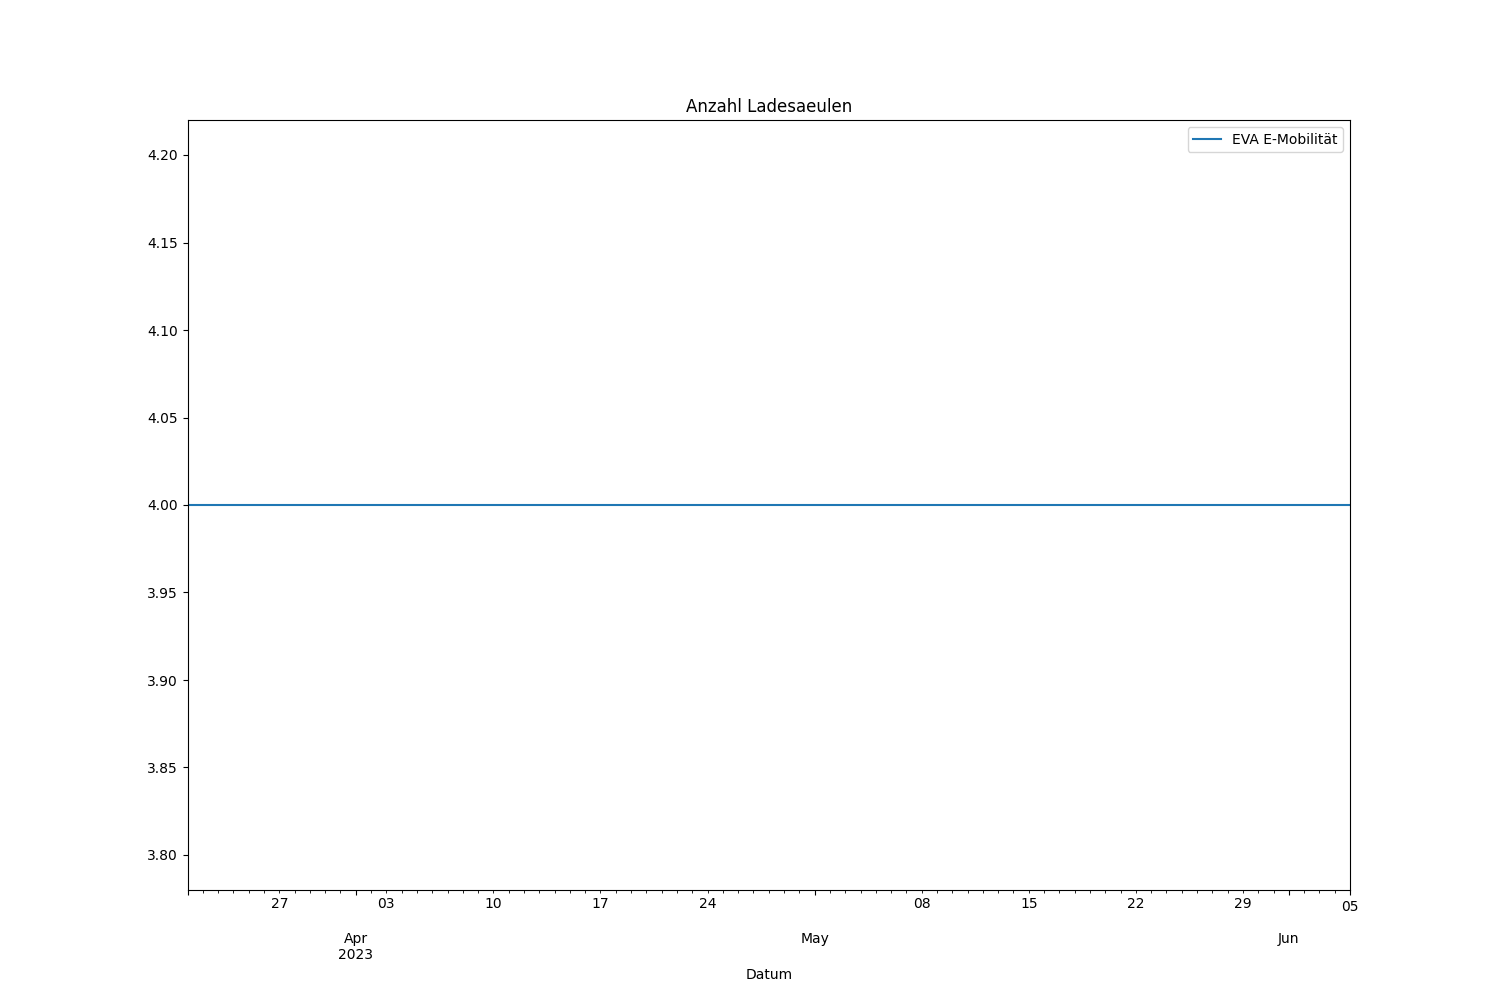 Anzahl Ladesaeulen
EVA E-Mobilität
4.20
4.15
4.10
4.05
4.00
3.95
3.90
3.85
3.80
27 03 10 17 24 08 15 22 29 05
Apr May Jun
2023
Datum